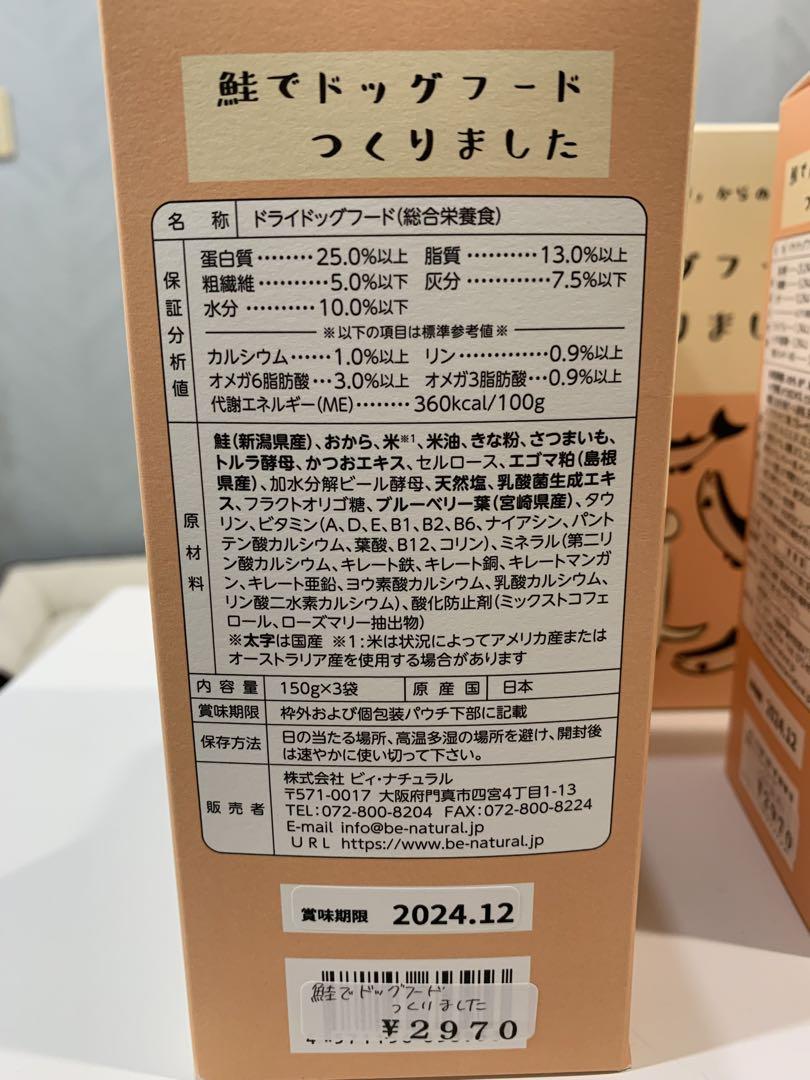 鮭でドッグフード
つくりました
名称 ドライドッグフード(総合栄養食)
保証分析値
蛋白質········25.0%以上 脂質··········13.0%以上
粗繊維··········5.0%以下 灰分············7.5%以下
水分··········10.0%以下
※以下の項目は標準参考値※
カルシウム······1.0%以上 リン·············0.9%以上
オメガ6脂肪酸···3.0%以上 オメガ3脂肪酸···0.9%以上
代謝エネルギー(ME)········360kcal/100g
原材料
鮭(新潟県産)、おから、米※1、米油、きな粉、さつまいも、
トルラ酵母、かつおエキス、セルロース、エゴマ粕(島根
県産)、加水分解ビール酵母、天然塩、乳酸菌生成エキ
ス、フラクトオリゴ糖、ブルーベリー葉(宮崎県産)、タウ
リン、ビタミン(A、D、E、B1、B2、B6、ナイアシン、パント
テン酸カルシウム、葉酸、B12、コリン)、ミネラル(第二リ
ン酸カルシウム、キレート鉄、キレート銅、キレートマンガ
ン、キレート亜鉛、ヨウ素酸カルシウム、乳酸カルシウム、
リン酸二水素カルシウム)、酸化防止剤(ミックストコフェ
ロール、ローズマリー抽出物)
※太字は国産 ※1:米は状況によってアメリカ産または
オーストラリア産を使用する場合があります
内容量 150g×3袋 原産国 日本
賞味期限 枠外および個包装パウチ下部に記載
保存方法 日の当たる場所、高温多湿の場所を避け、開封後
は速やかに使い切って下さい。
販売者
株式会社 ビィ・ナチュラル
〒571-0017 大阪府門真市四宮4丁目1-13
TEL:072-800-8204 FAX:072-800-8224
E-mail info@be-natural.jp
URL https://www.be-natural.jp
賞味期限 2024.12
鮭でドッグフード
つくりました
¥2970
からの
グフー
りまし
2024.12
¥2970